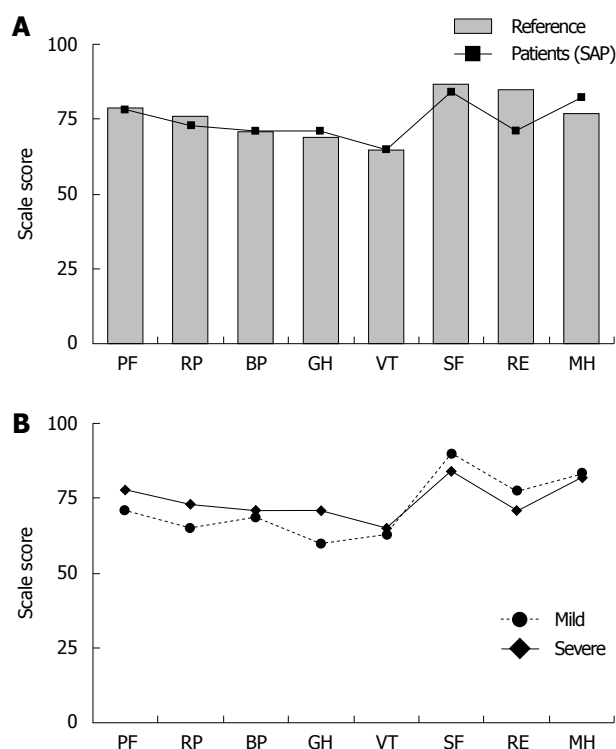 A
100
75
50
25
0
Scale score
Reference
Patients (SAP)
PF RP BP GH VT SF RE MH
B
100
75
50
25
0
Scale score
Mild
Severe
PF RP BP GH VT SF RE MH